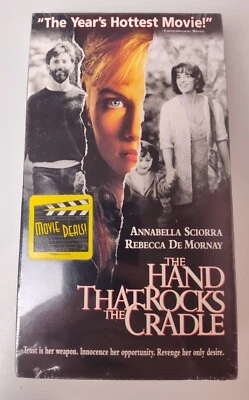 "The Year's Hottest Movie!"
ANNABELLA SCIORRA
REBECCA DE MORNAY
THE
HAND
THAT ROCKS
THE CRADLE
MOVIE
DEALS!
Trust is her weapon. Innocence her opportunity. Revenge her only desire.